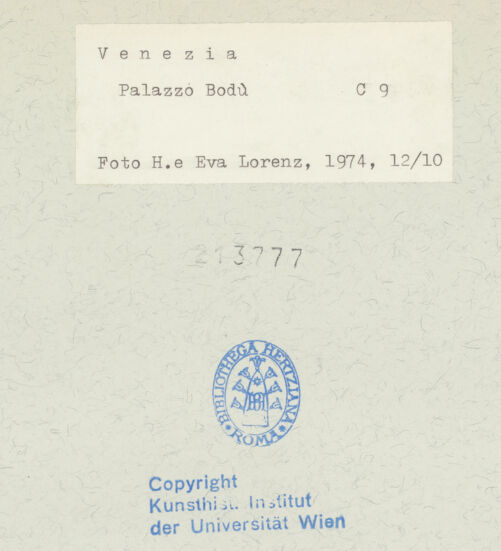 Venezia
Palazzo Bodù C 9
Foto H.e Eva Lorenz, 1974, 12/10
213777
BIBLIOTHECA HERTZIANA
• ROMA •
Copyright
Kunsthist. Institut
der Universität Wien